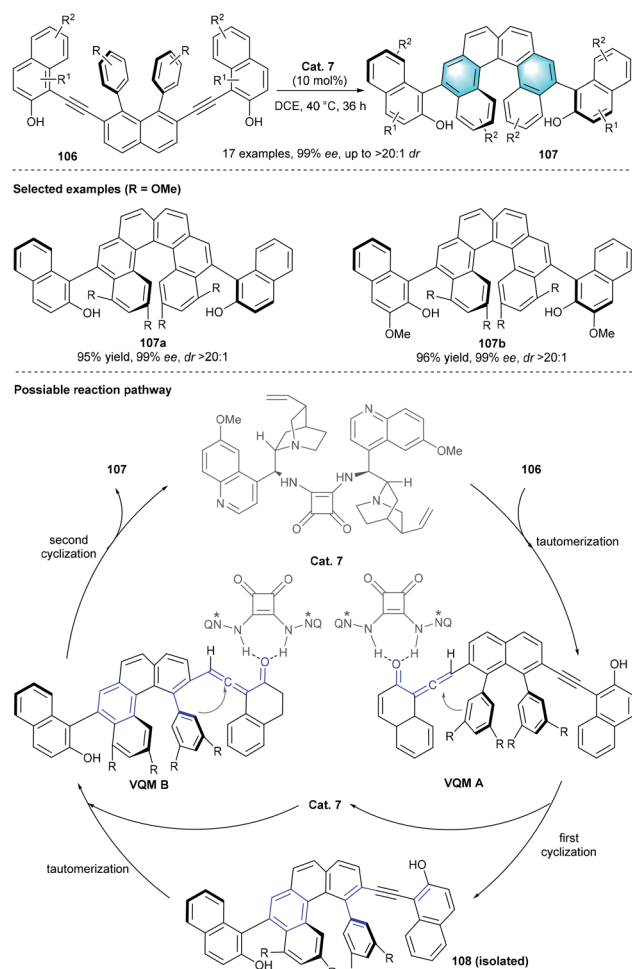 R²
R²
R
R
R¹
R¹
OH
OH
106
Cat. 7
(10 mol%)
DCE, 40 °C, 36 h
17 examples, 99% ee, up to >20:1 dr
R²
R²
OH
HO
R¹
R²
R²
R¹
107
Selected examples (R = OMe)
R
R
OH
HO
R
R
107a
95% yield, 99% ee, dr >20:1
R
R
OH
HO
OMe
R
R
OMe
107b
96% yield, 99% ee, dr >20:1
Possiable reaction pathway
OMe
N
H
N
HN
O
O
HN
N
OMe
H
N
Cat. 7
107
106
second
cyclization
tautomerization
O
O
*
NQ
N
H
H
N
*
NQ
O
H
C
OH
R
R
R
R
VQM B
O
O
*
NQ
N
H
H
N
*
NQ
O
C
H
OH
R
R
R
R
VQM A
Cat. 7
tautomerization
first
cyclization
HO
OH
R
R
R
108 (isolated)